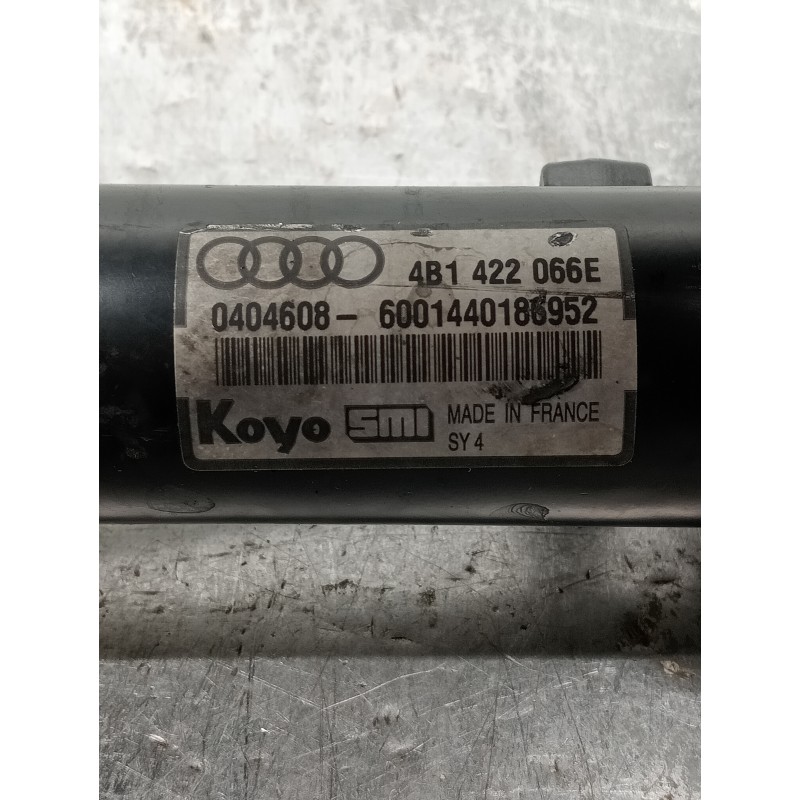 4B1 422 066E
0404608- 6001440186952
Koyo smi MADE IN FRANCE
SY 4